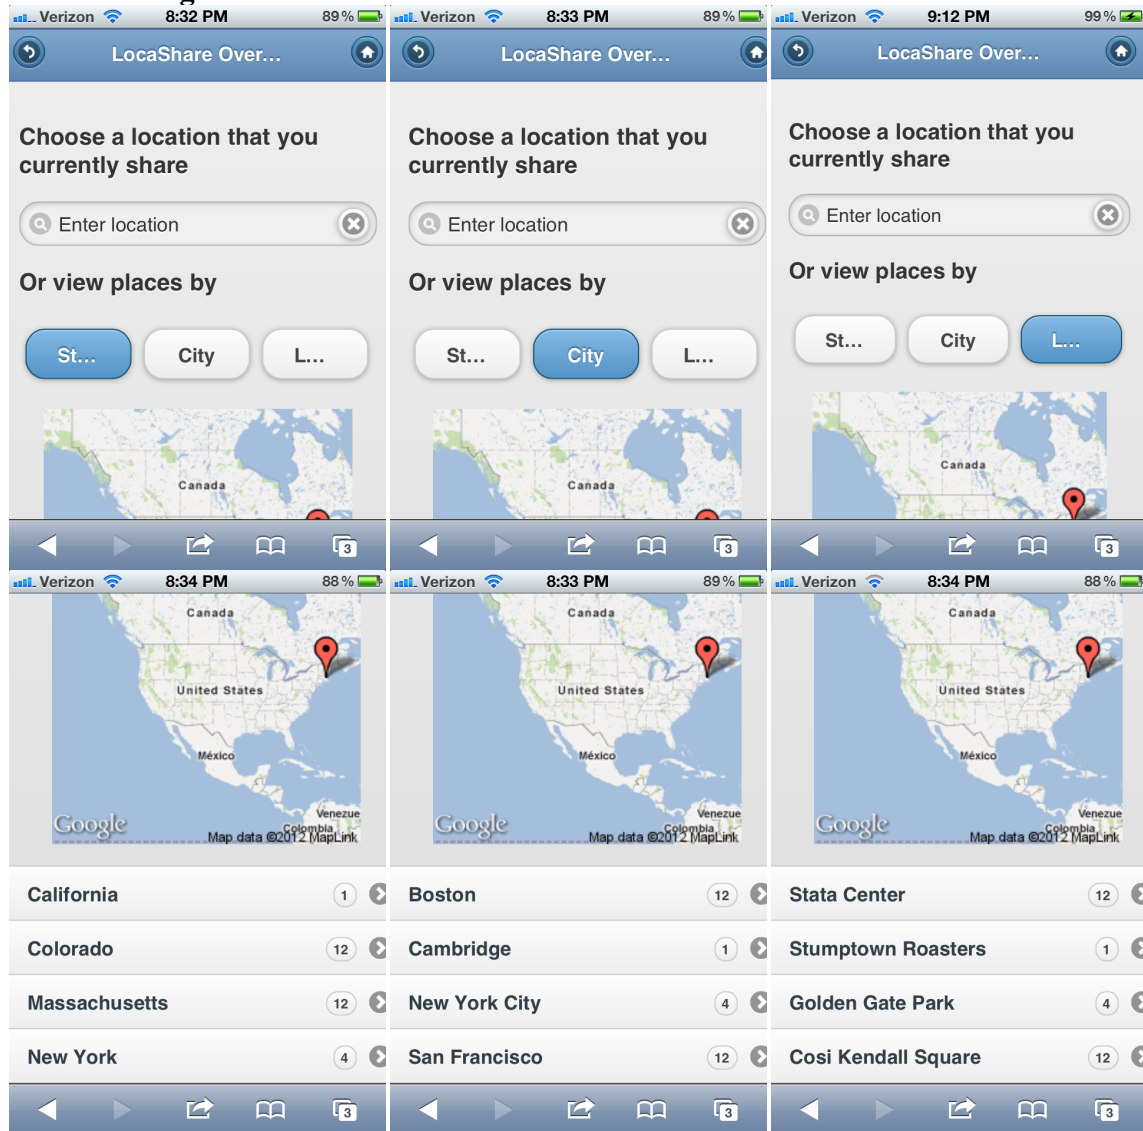 Verizon 8:32 PM 89%
LocaShare Over...
Choose a location that you
currently share
Enter location
Or view places by
St... City L...
Canada
3
Verizon 8:33 PM 89%
LocaShare Over...
Choose a location that you
currently share
Enter location
Or view places by
St... City L...
Canada
3
Verizon 9:12 PM 99%
LocaShare Over...
Choose a location that you
currently share
Enter location
Or view places by
St... City L...
Canada
3
Verizon 8:34 PM 88%
Canada
United States
México
Venezue
Colombia
Google
Map data ©2012 MapLink
California 1
Colorado 12
Massachusetts 12
New York 4
3
Verizon 8:33 PM 89%
Canada
United States
México
Venezue
Colombia
Google
Map data ©2012 MapLink
Boston 12
Cambridge 1
New York City 4
San Francisco 12
3
Verizon 8:34 PM 88%
Canada
United States
México
Venezue
Colombia
Google
Map data ©2012 MapLink
Stata Center 12
Stumptown Roasters 1
Golden Gate Park 4
Cosi Kendall Square 12
3